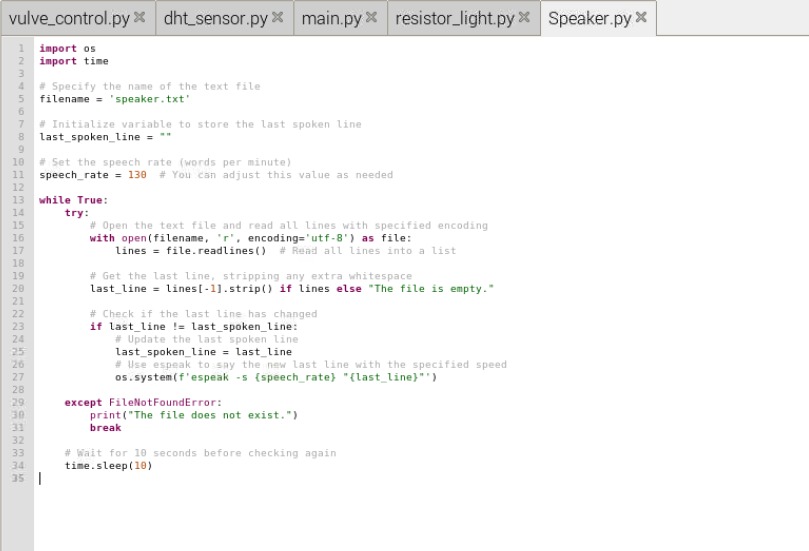 vulve_control.py dht_sensor.py main.py resistor_light.py Speaker.py
1 import os
2 import time
3
4 # Specify the name of the text file
5 filename = 'speaker.txt'
6
7 # Initialize variable to store the last spoken line
8 last_spoken_line = ""
9
10 # Set the speech rate (words per minute)
11 speech_rate = 130  # You can adjust this value as needed
12
13 while True:
14     try:
15         # Open the text file and read all lines with specified encoding
16         with open(filename, 'r', encoding='utf-8') as file:
17             lines = file.readlines()  # Read all lines into a list
18
19         # Get the last line, stripping any extra whitespace
20         last_line = lines[-1].strip() if lines else "The file is empty."
21
22         # Check if the last line has changed
23         if last_line != last_spoken_line:
24             # Update the last spoken line
25             last_spoken_line = last_line
26             # Use espeak to say the new last line with the specified speed
27             os.system(f'espeak -s {speech_rate} "{last_line}"')
28
29     except FileNotFoundError:
30         print("The file does not exist.")
31         break
32
33     # Wait for 10 seconds before checking again
34     time.sleep(10)
35